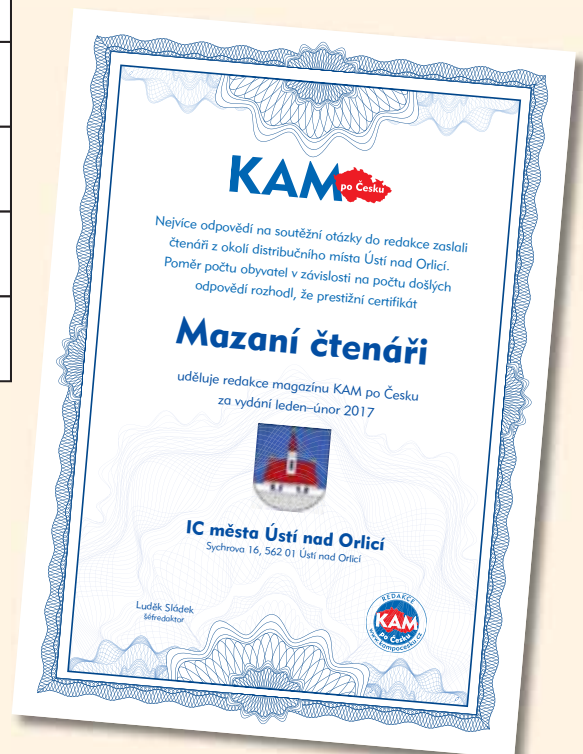 KAM
po Česku
Nejvíce odpovědí na soutěžní otázky do redakce zaslali
čtenáři z okolí distribučního místa Ústí nad Orlicí.
Poměr počtu obyvatel v závislosti na počtu došlých
odpovědí rozhodl, že prestižní certifikát
Mazaní čtenáři
uděluje redakce magazínu KAM po Česku
za vydání leden–únor 2017
IC města Ústí nad Orlicí
Sychrova 16, 562 01 Ústí nad Orlicí
Luděk Sládek
šéfredaktor
REDAKCE
KAM
po Česku
www.kampocesku.cz